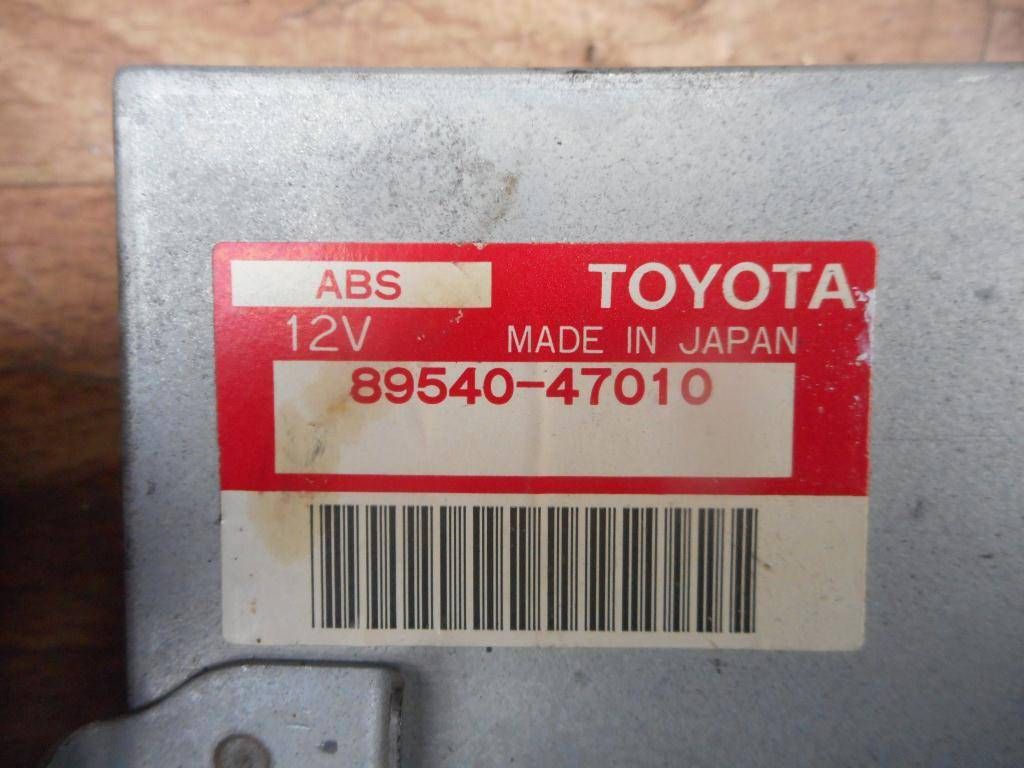 ABS TOYOTA
12V MADE IN JAPAN
89540-47010